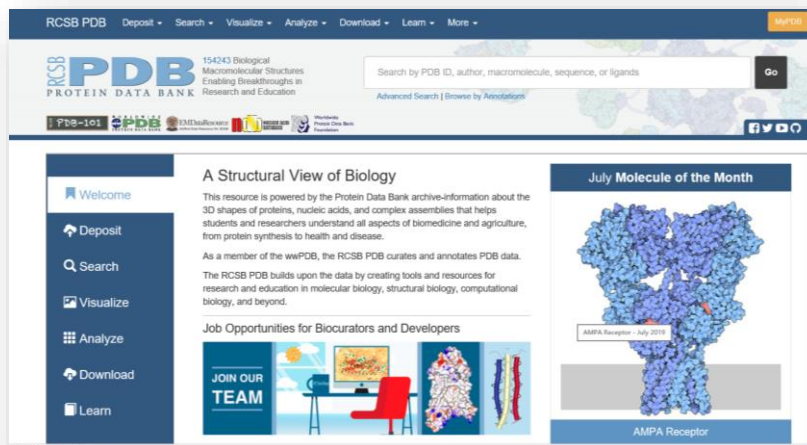 RCSB PDB Deposit Search Visualize Analyze Download Learn More MyPDB
RCSB PDB
PROTEIN DATA BANK
154243 Biological
Macromolecular Structures
Enabling Breakthroughs in
Research and Education
Search by PDB ID, author, macromolecule, sequence, or ligands
Go
Advanced Search | Browse by Annotations
PDB-101 PDB EMDataResource
Worldwide
Protein Data Bank
Foundation
Welcome
Deposit
Search
Visualize
Analyze
Download
Learn
A Structural View of Biology
This resource is powered by the Protein Data Bank archive-information about the
3D shapes of proteins, nucleic acids, and complex assemblies that helps
students and researchers understand all aspects of biomedicine and agriculture,
from protein synthesis to health and disease.
As a member of the wwPDB, the RCSB PDB curates and annotates PDB data.
The RCSB PDB builds upon the data by creating tools and resources for
research and education in molecular biology, structural biology, computational
biology, and beyond.
Job Opportunities for Biocurators and Developers
JOIN OUR
TEAM
July Molecule of the Month
AMPA Receptor - July 2019
AMPA Receptor